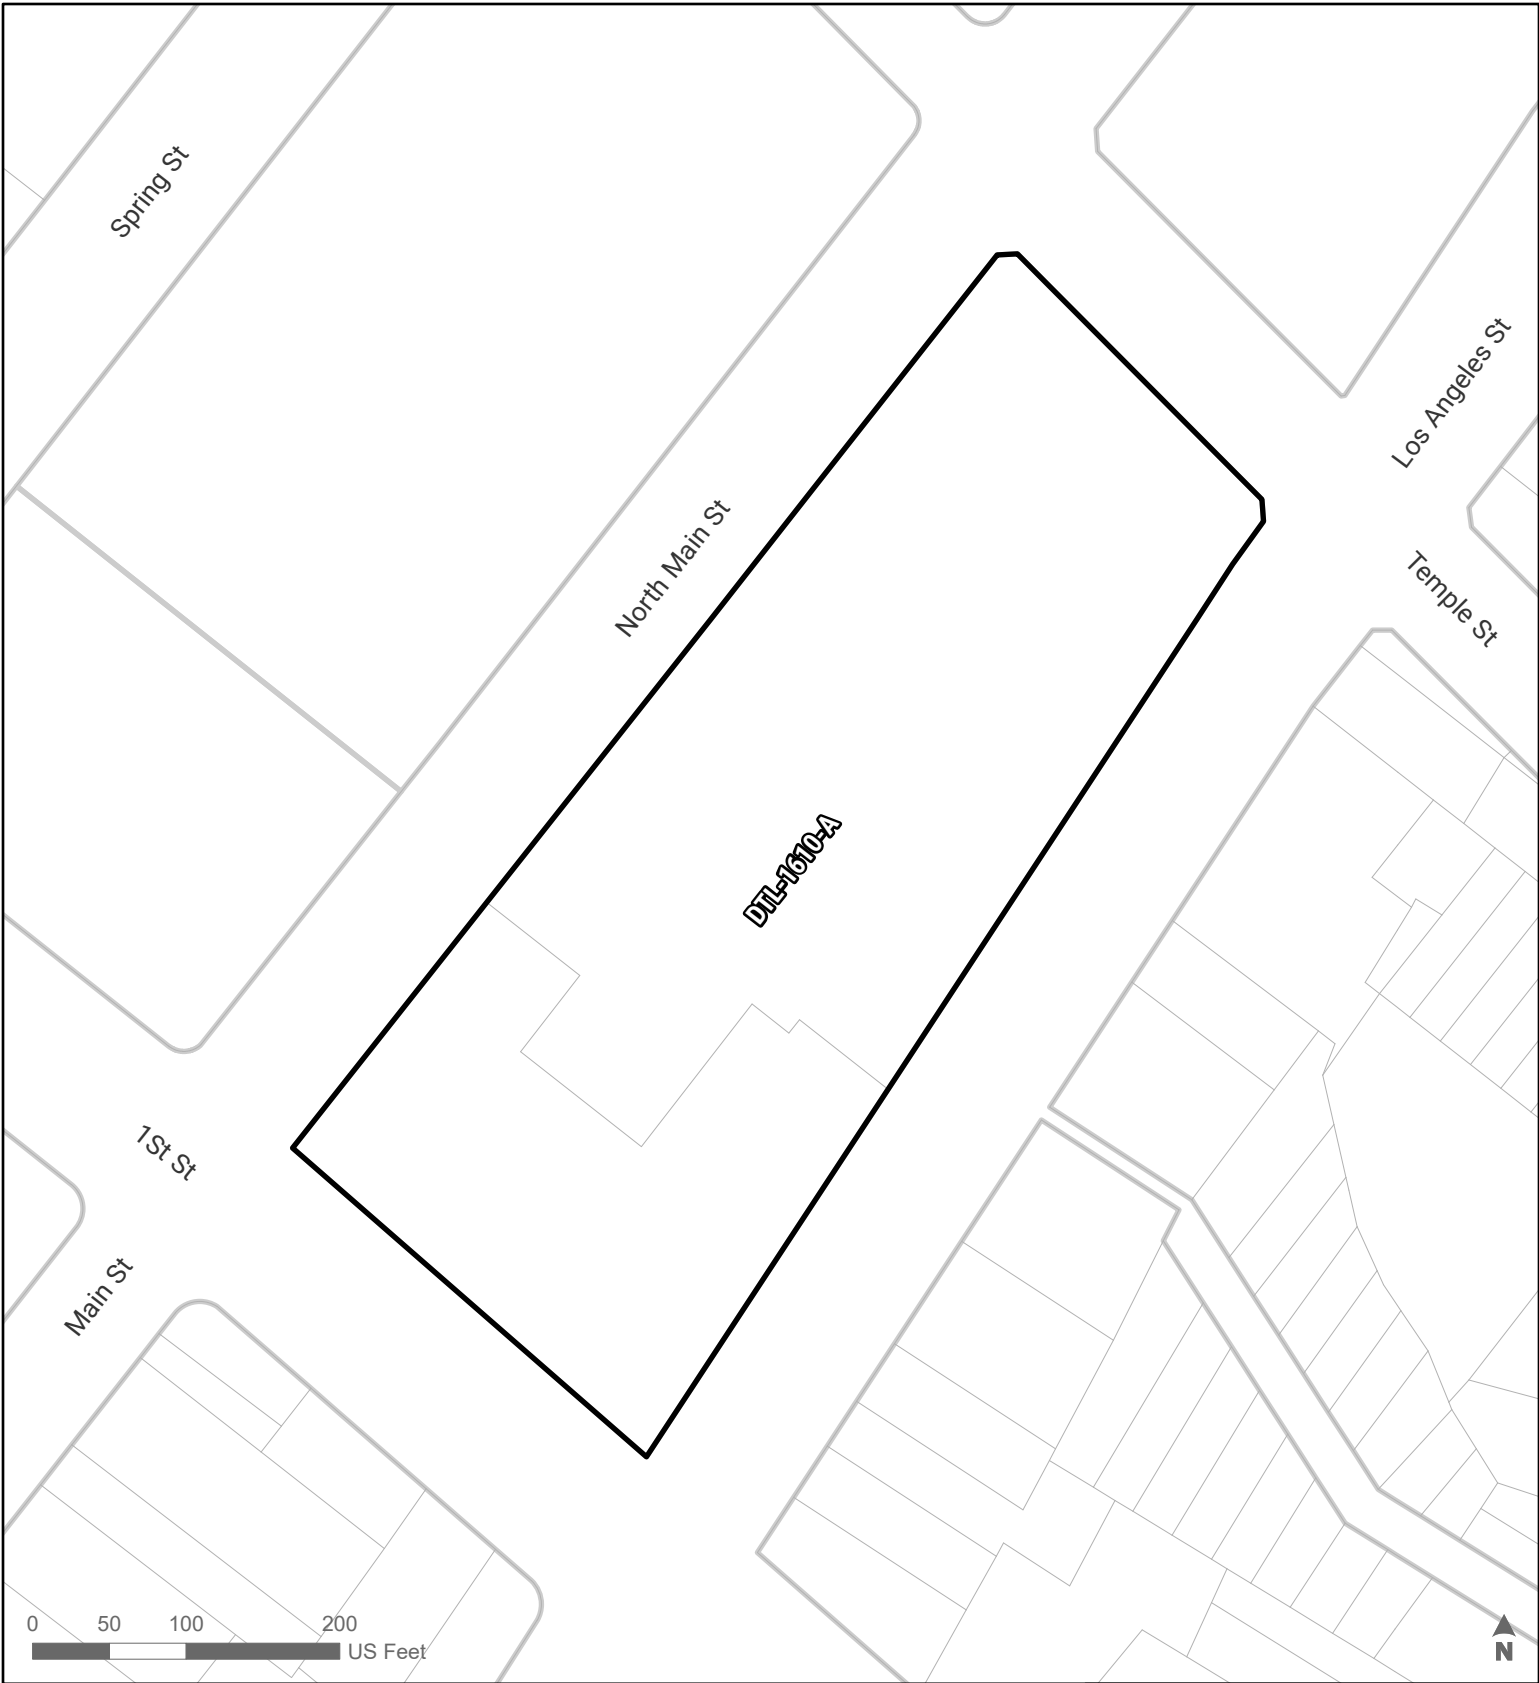 Spring St
Los Angeles St
North Main St
Temple St
DTL-1610-A
1St St
Main St
0 50 100 200
US Feet
N